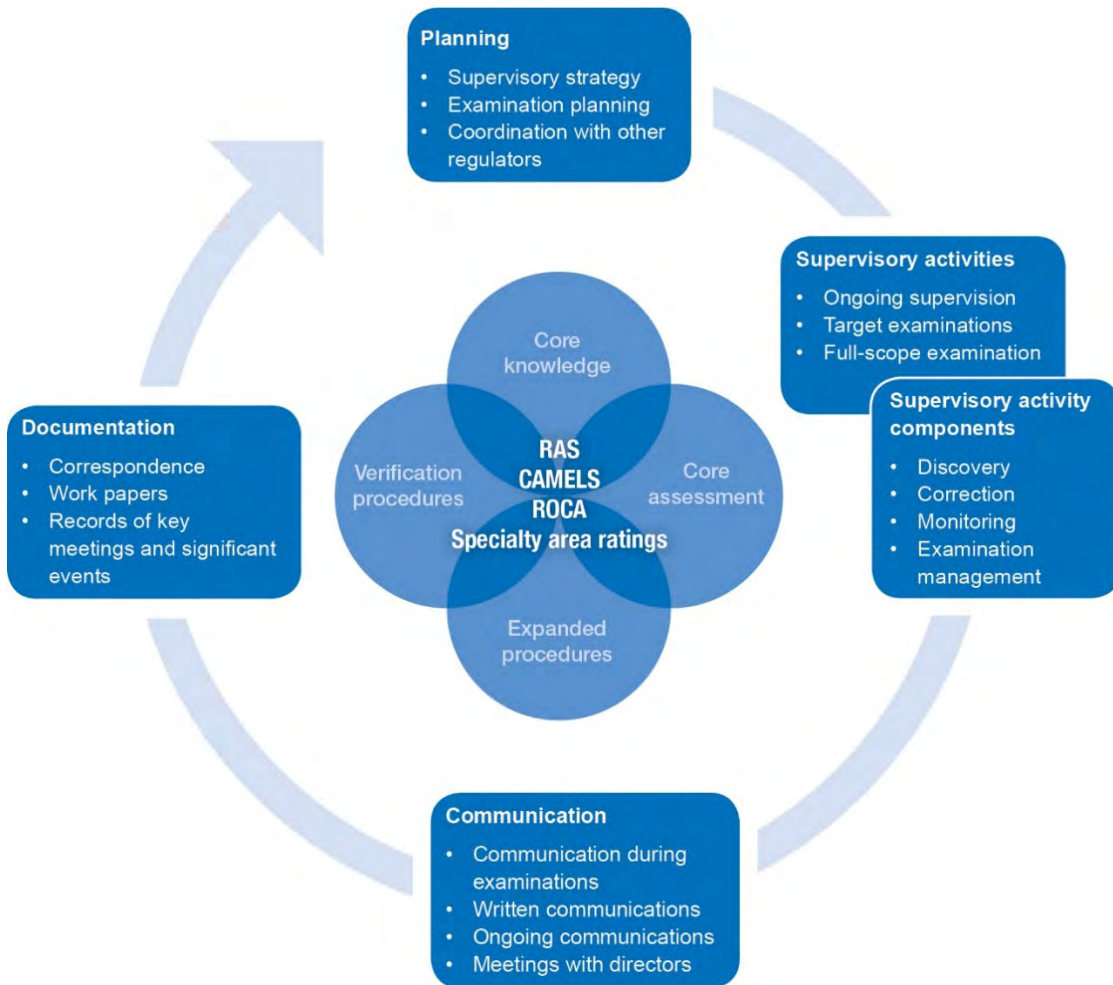 Planning
• Supervisory strategy
• Examination planning
• Coordination with other
regulators
Supervisory activities
• Ongoing supervision
• Target examinations
• Full-scope examination
Supervisory activity
components
• Discovery
• Correction
• Monitoring
• Examination
management
Communication
• Communication during
examinations
• Written communications
• Ongoing communications
• Meetings with directors
Documentation
• Correspondence
• Work papers
• Records of key
meetings and significant
events
Core
knowledge
Verification
procedures
RAS
CAMELS
ROCA
Specialty area ratings
Core
assessment
Expanded
procedures